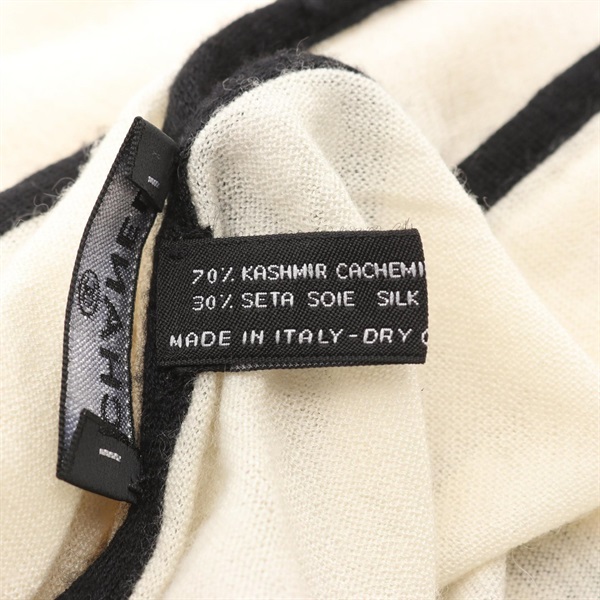 70% KASHMIR CACHEMI
30% SETA SOIE SILK
MADE IN ITALY-DRY
CHANEL